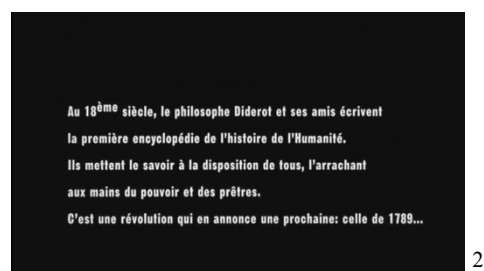 Au 18ème siècle, le philosophe Diderot et ses amis écrivent
la première encyclopédie de l'histoire de l'Humanité.
Ils mettent le savoir à la disposition de tous, l'arrachant
aux mains du pouvoir et des prêtres.
C'est une révolution qui en annonce une prochaine: celle de 1789...
2